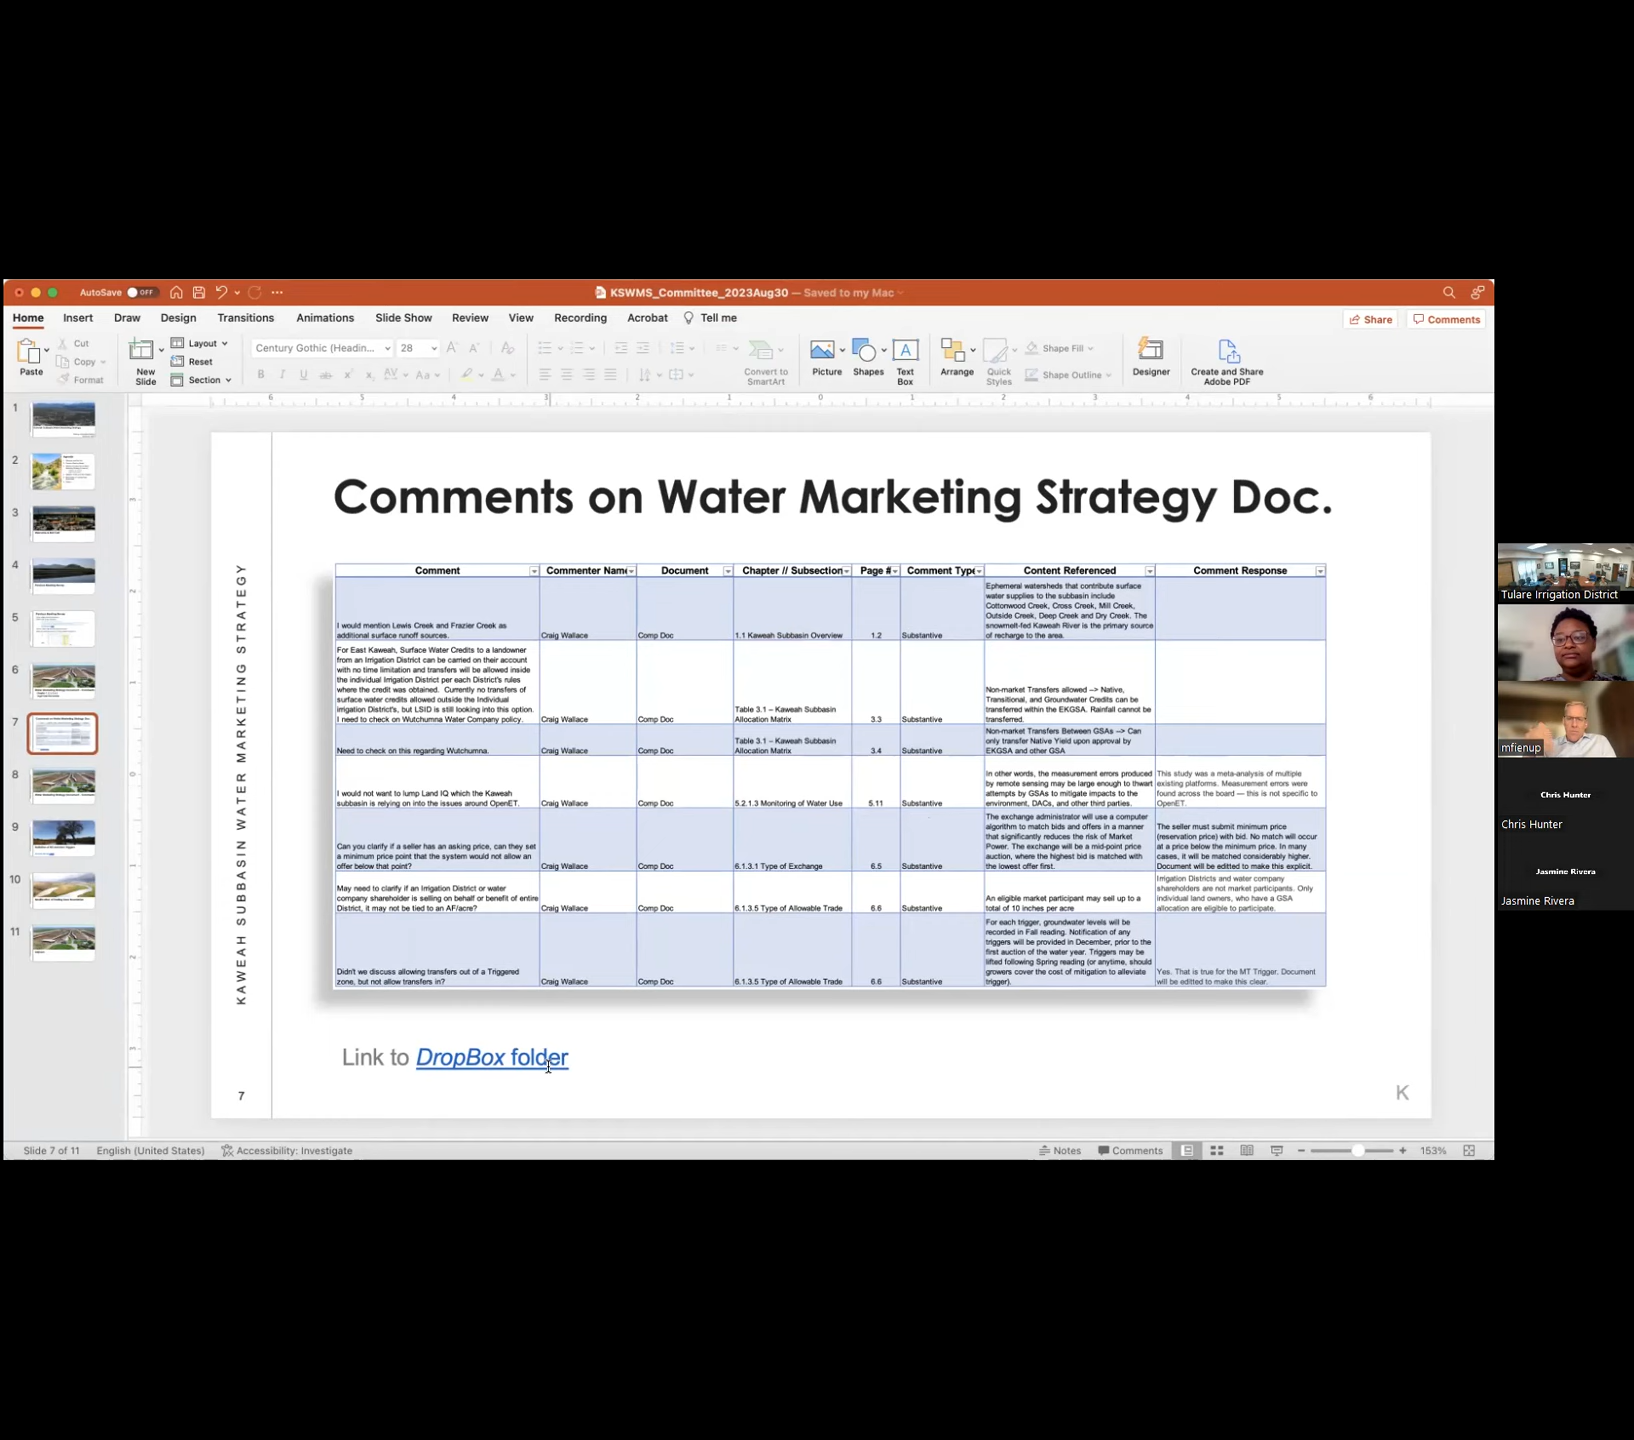 AutoSave OFF
KSWMS_Committee_2023Aug30 — Saved to my Mac
Home Insert Draw Design Transitions Animations Slide Show Review View Recording Acrobat Tell me
Share Comments
Paste
Cut
Copy
Format
New
Slide
Layout
Reset
Section
Century Gothic (Headin... 28
Convert to
SmartArt
Picture
Shapes
Text
Box
Arrange
Quick
Styles
Shape Fill
Shape Outline
Designer
Create and Share
Adobe PDF
1
2
3
4
5
6
7
8
9
10
11
KAWEAH SUBBASIN WATER MARKETING STRATEGY
Comments on Water Marketing Strategy Doc.
Comment Commenter Name Document Chapter // Subsection Page # Comment Type Content Referenced Comment Response
I would mention Lewis Creek and Frazier Creek as
additional surface runoff sources.
Craig Wallace
Comp Doc
1.1 Kaweah Subbasin Overview
1.2
Substantive
Ephemeral watersheds that contribute surface
water supplies to the subbasin include
Cottonwood Creek, Cross Creek, Mill Creek,
Outside Creek, Deep Creek and Dry Creek. The
snowmelt-fed Kaweah River is the primary source
of recharge to the area.
For East Kaweah, Surface Water Credits to a landowner
from an Irrigation District can be carried on their account
with no time limitation and transfers will be allowed inside
the individual Irrigation District per each District's rules
where the credit was obtained. Currently no transfers of
surface water credits allowed outside the Individual
irrigation District's, but LSID is still looking into this option.
I need to check on Wutchumna Water Company policy.
Craig Wallace
Comp Doc
Table 3.1 – Kaweah Subbasin
Allocation Matrix
3.3
Substantive
Non-market Transfers allowed --> Native,
Transitional, and Groundwater Credits can be
transferred within the EKGSA. Rainfall cannot be
transferred.
Need to check on this regarding Wutchumna.
Craig Wallace
Comp Doc
Table 3.1 – Kaweah Subbasin
Allocation Matrix
3.4
Substantive
Non-market Transfers Between GSAs --> Can
only transfer Native Yield upon approval by
EKGSA and other GSA
I would not want to lump Land IQ which the Kaweah
subbasin is relying on into the issues around OpenET.
Craig Wallace
Comp Doc
5.2.1.3 Monitoring of Water Use
5.11
Substantive
In other words, the measurement errors produced
by remote sensing may be large enough to thwart
attempts by GSAs to mitigate impacts to the
environment, DACs, and other third parties.
This study was a meta-analysis of multiple
existing platforms. Measurement errors were
found across the board — this is not specific to
OpenET.
Can you clarify if a seller has an asking price, can they set
a minimum price point that the system would not allow an
offer below that point?
Craig Wallace
Comp Doc
6.1.3.1 Type of Exchange
6.5
Substantive
The exchange administrator will use a computer
algorithm to match bids and offers in a manner
that significantly reduces the risk of Market
Power. The exchange will be a mid-point price
auction, where the highest bid is matched with
the lowest offer first.
The seller must submit minimum price
(reservation price) with bid. No match will occur
at a price below the minimum price. In many
cases, it will be matched considerably higher.
Document will be editted to make this explicit.
May need to clarify if an Irrigation District or water
company shareholder is selling on behalf or benefit of entire
District, it may not be tied to an AF/acre?
Craig Wallace
Comp Doc
6.1.3.5 Type of Allowable Trade
6.6
Substantive
An eligible market participant may sell up to a
total of 10 inches per acre
Irrigation Districts and water company
shareholders are not market participants. Only
individual land owners, who have a GSA
allocation are eligible to participate.
Didn't we discuss allowing transfers out of a Triggered
zone, but not allow transfers in?
Craig Wallace
Comp Doc
6.1.3.5 Type of Allowable Trade
6.6
Substantive
For each trigger, groundwater levels will be
recorded in Fall reading. Notification of any
triggers will be provided in December, prior to the
first auction of the water year. Triggers may be
lifted following Spring reading (or anytime, should
growers cover the cost of mitigation to alleviate
trigger).
Yes. That is true for the MT Trigger. Document
will be editted to make this clear.
Link to DropBox folder
7
K
Slide 7 of 11 English (United States) Accessibility: Investigate
Notes Comments 153%
Tulare Irrigation District
mfienup
Chris Hunter
Chris Hunter
Jasmine Rivera
Jasmine Rivera